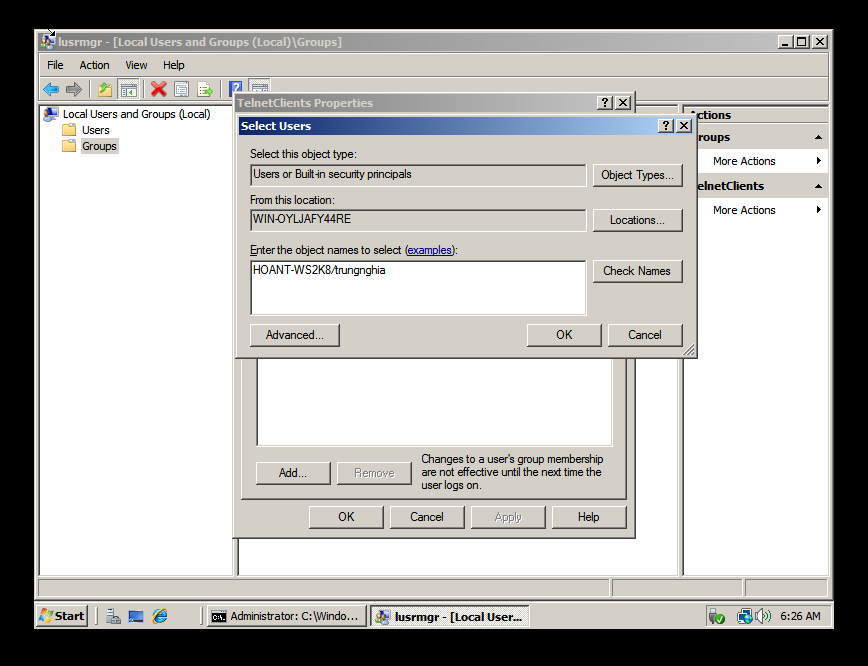 lusrmgr - [Local Users and Groups (Local)\Groups]
File Action View Help
TelnetClients Properties
Select Users
Local Users and Groups (Local)
Users
Groups
Select this object type:
Users or Built-in security principals
Object Types...
From this location:
WIN-OYLJAFY44RE
Locations...
Enter the object names to select (examples):
HOANT-WS2K8/trungnghia
Check Names
Advanced...
OK
Cancel
Add...
Remove
Changes to a user's group membership
are not effective until the next time the
user logs on.
OK
Cancel
Apply
Help
ctions
roups
More Actions
elnetClients
More Actions
Start
Administrator: C:\Windo...
lusrmgr - [Local User...
6:26 AM